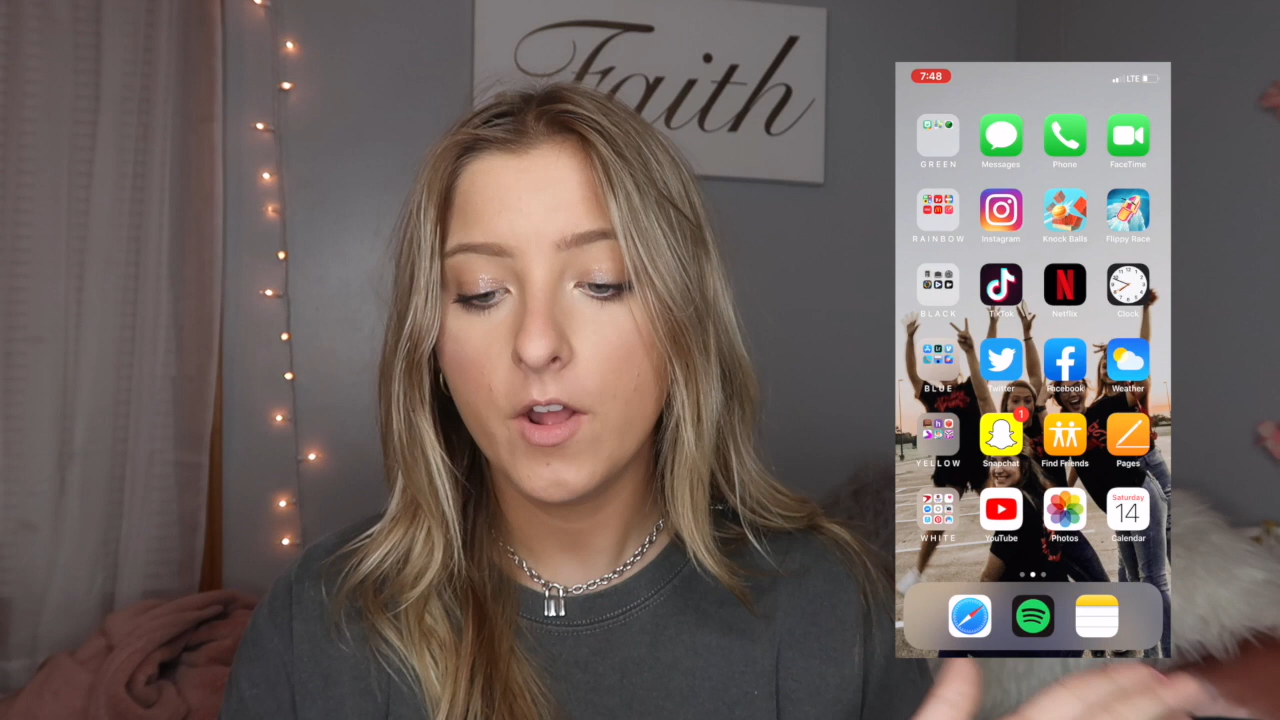 Faith
7:48
LTE
GREEN
Messages
Phone
FaceTime
RAINBOW
Instagram
Knock Balls
Flippy Race
BLACK
TikTok
Netflix
Clock
BLUE
Twitter
Facebook
Weather
1
YELLOW
Snapchat
Find Friends
Pages
Saturday
14
WHITE
YouTube
Photos
Calendar